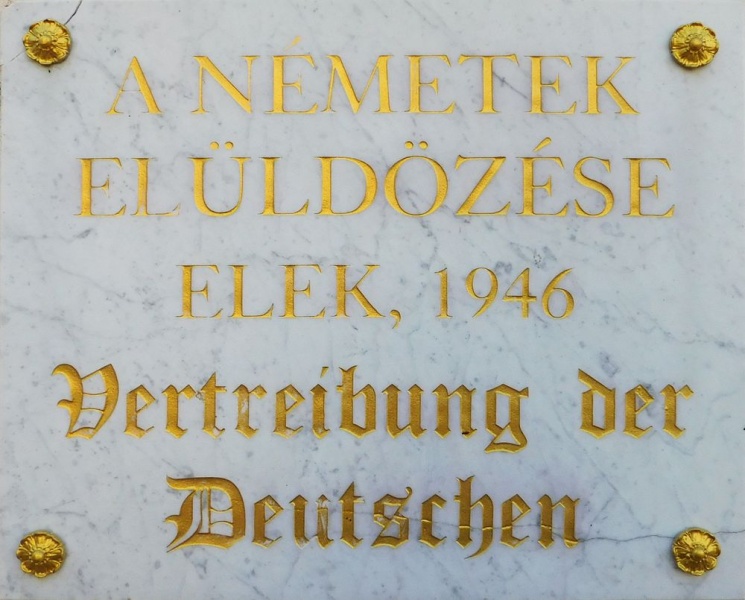 A NÉMETEK
ELÜLDÖZÉSE
ELEK, 1946
Vertreibung der
Deutschen